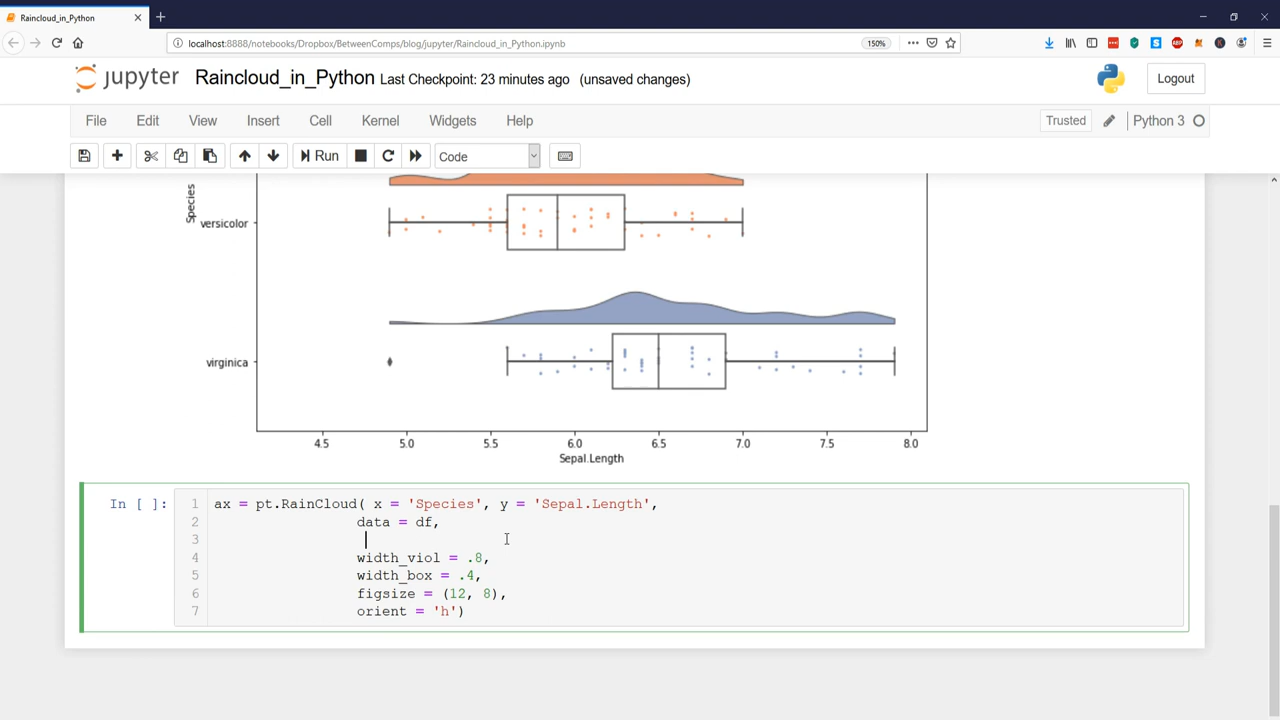 Raincloud_in_Python
localhost:8888/notebooks/Dropbox/BetweenComps/blog/jupyter/Raincloud_in_Python.ipynb
150%
jupyter Raincloud_in_Python Last Checkpoint: 23 minutes ago (unsaved changes)
Logout
File Edit View Insert Cell Kernel Widgets Help
Trusted
Python 3
Run
Code
Species
versicolor
virginica
4.5 5.0 5.5 6.0 6.5 7.0 7.5 8.0
Sepal.Length
In [ ]:
1 ax = pt.RainCloud( x = 'Species', y = 'Sepal.Length',
2 data = df,
3
4 width_viol = .8,
5 width_box = .4,
6 figsize = (12, 8),
7 orient = 'h')